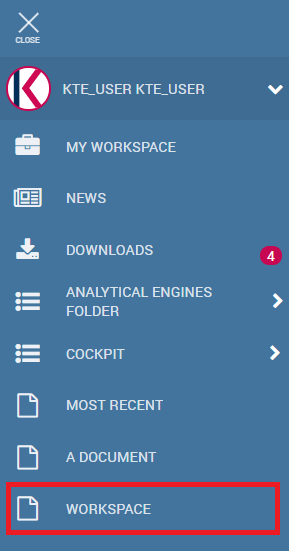 CLOSE
KTE_USER KTE_USER
MY WORKSPACE
NEWS
DOWNLOADS
4
ANALYTICAL ENGINES
FOLDER
COCKPIT
MOST RECENT
A DOCUMENT
WORKSPACE